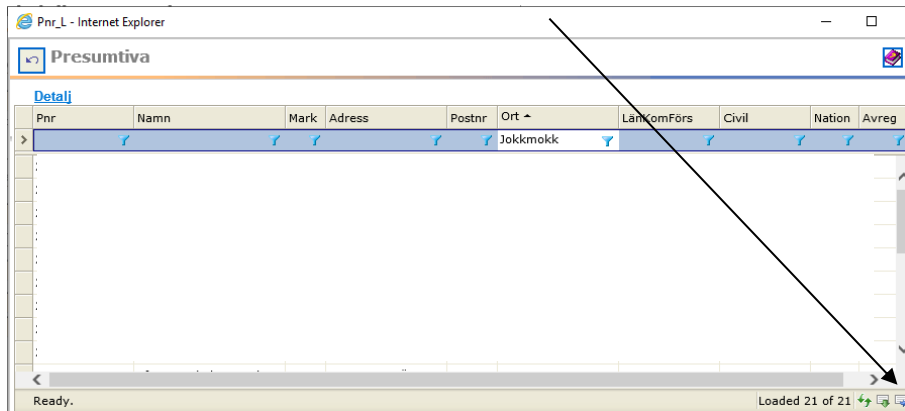 Pnr_L - Internet Explorer
Presumtiva
Detalj
Pnr Namn Mark Adress Postnr Ort LänKomFörs Civil Nation Avreg
Jokkmokk
Ready. Loaded 21 of 21